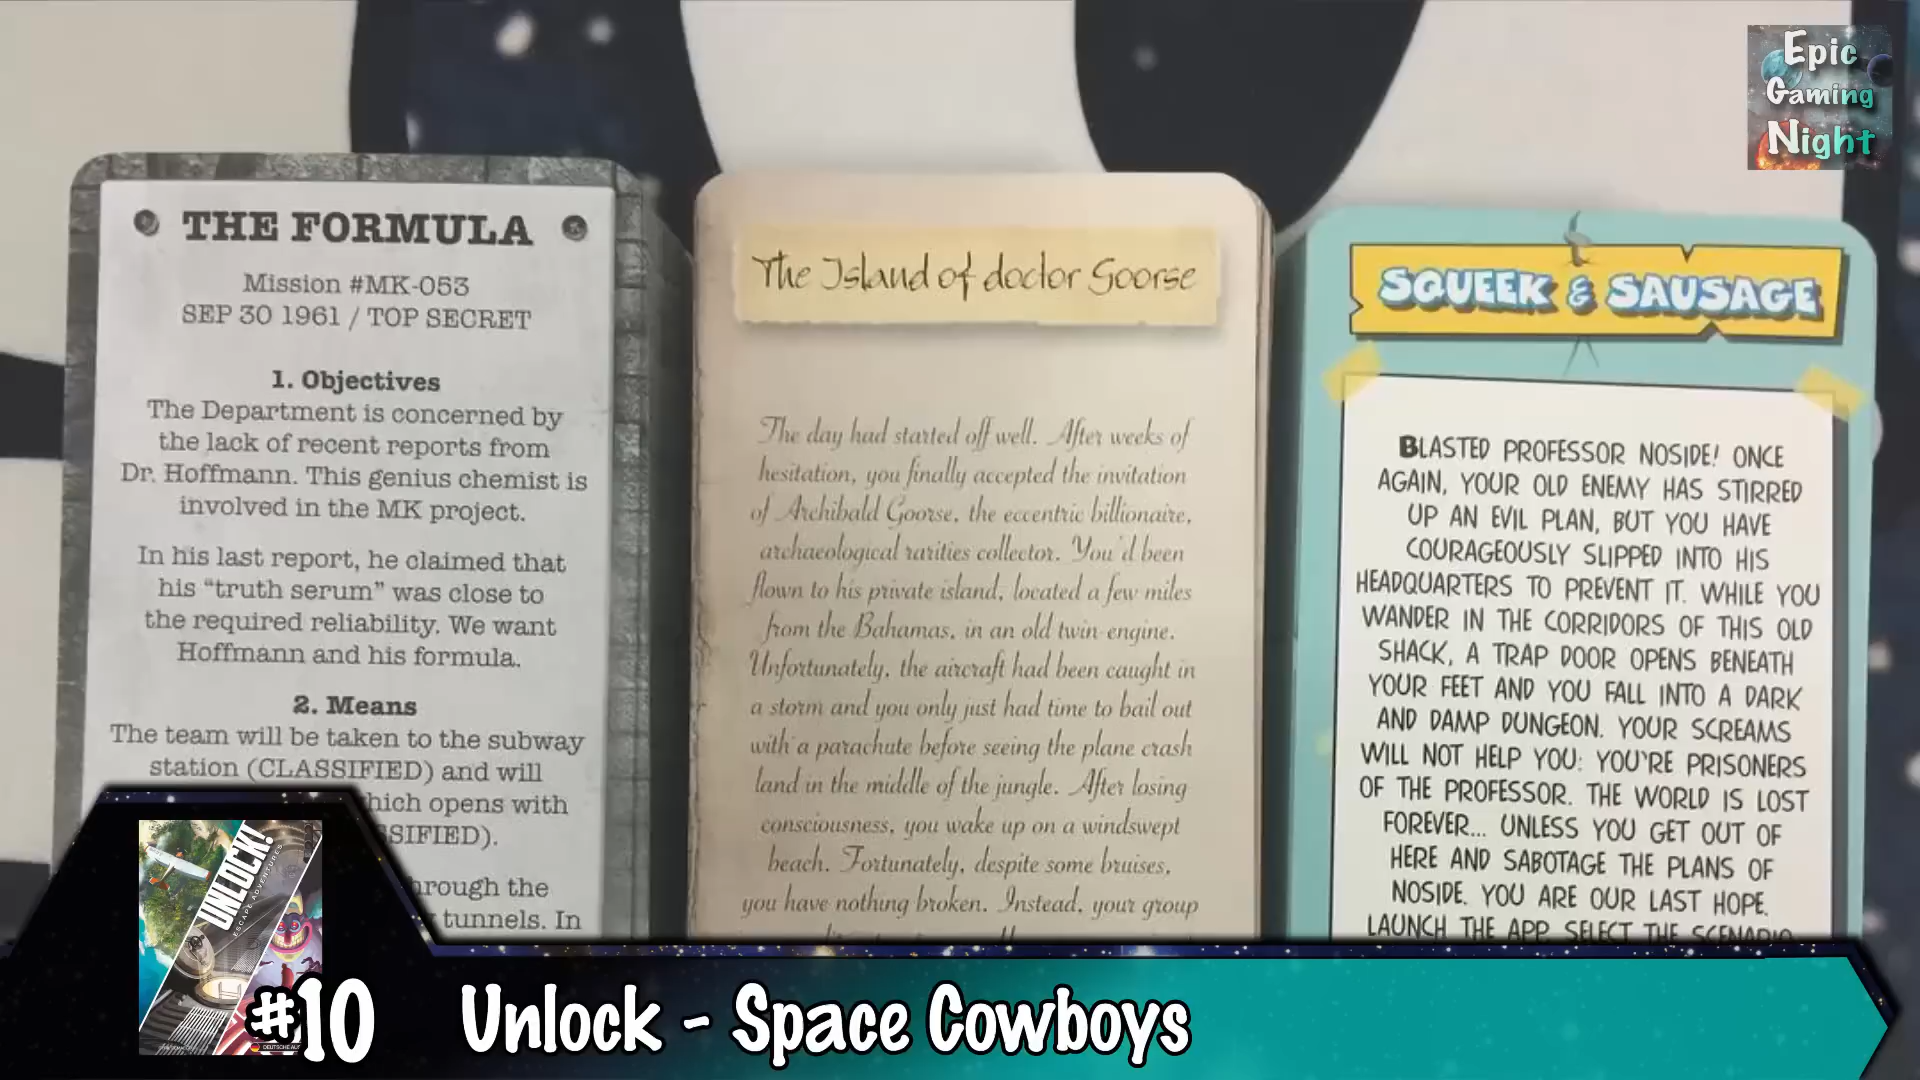 Epic
Gaming
Night
THE FORMULA
Mission #MK-053
SEP 30 1961 / TOP SECRET
1. Objectives
The Department is concerned by
the lack of recent reports from
Dr. Hoffmann. This genius chemist is
involved in the MK project.
In his last report, he claimed that
his “truth serum” was close to
the required reliability. We want
Hoffmann and his formula.
2. Means
The team will be taken to the subway
station (CLASSIFIED) and will
hich opens with
SSIFIED).
hrough the
tunnels. In
The Island of doctor Goorse
The day had started off well. After weeks of
hesitation, you finally accepted the invitation
of Archibald Goorse, the eccentric billionaire,
archaeological rarities collector. You'd been
flown to his private island, located a few miles
from the Bahamas, in an old twin-engine.
Unfortunately, the aircraft had been caught in
a storm and you only just had time to bail out
with a parachute before seeing the plane crash
land in the middle of the jungle. After losing
consciousness, you wake up on a windswept
beach. Fortunately, despite some bruises,
you have nothing broken. Instead, your group
SQUEEK & SAUSAGE
BLASTED PROFESSOR NOSIDE! ONCE
AGAIN, YOUR OLD ENEMY HAS STIRRED
UP AN EVIL PLAN, BUT YOU HAVE
COURAGEOUSLY SLIPPED INTO HIS
HEADQUARTERS TO PREVENT IT. WHILE YOU
WANDER IN THE CORRIDORS OF THIS OLD
SHACK, A TRAP DOOR OPENS BENEATH
YOUR FEET AND YOU FALL INTO A DARK
AND DAMP DUNGEON. YOUR SCREAMS
WILL NOT HELP YOU: YOU'RE PRISONERS
OF THE PROFESSOR. THE WORLD IS LOST
FOREVER... UNLESS YOU GET OUT OF
HERE AND SABOTAGE THE PLANS OF
NOSIDE. YOU ARE OUR LAST HOPE.
LAUNCH THE APP, SELECT THE SCENARIO
UNLOCK!
ESCAPE ADVENTURES
#10
Unlock - Space Cowboys